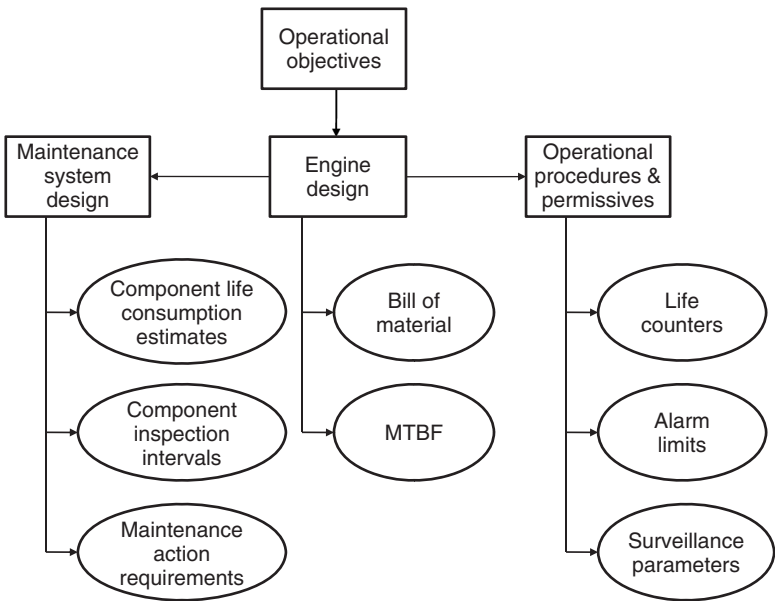 Operational
objectives
Maintenance
system
design
Engine
design
Operational
procedures &
permissives
Component life
consumption
estimates
Bill of
material
Life
counters
Component
inspection
intervals
MTBF
Alarm
limits
Maintenance
action
requirements
Surveillance
parameters